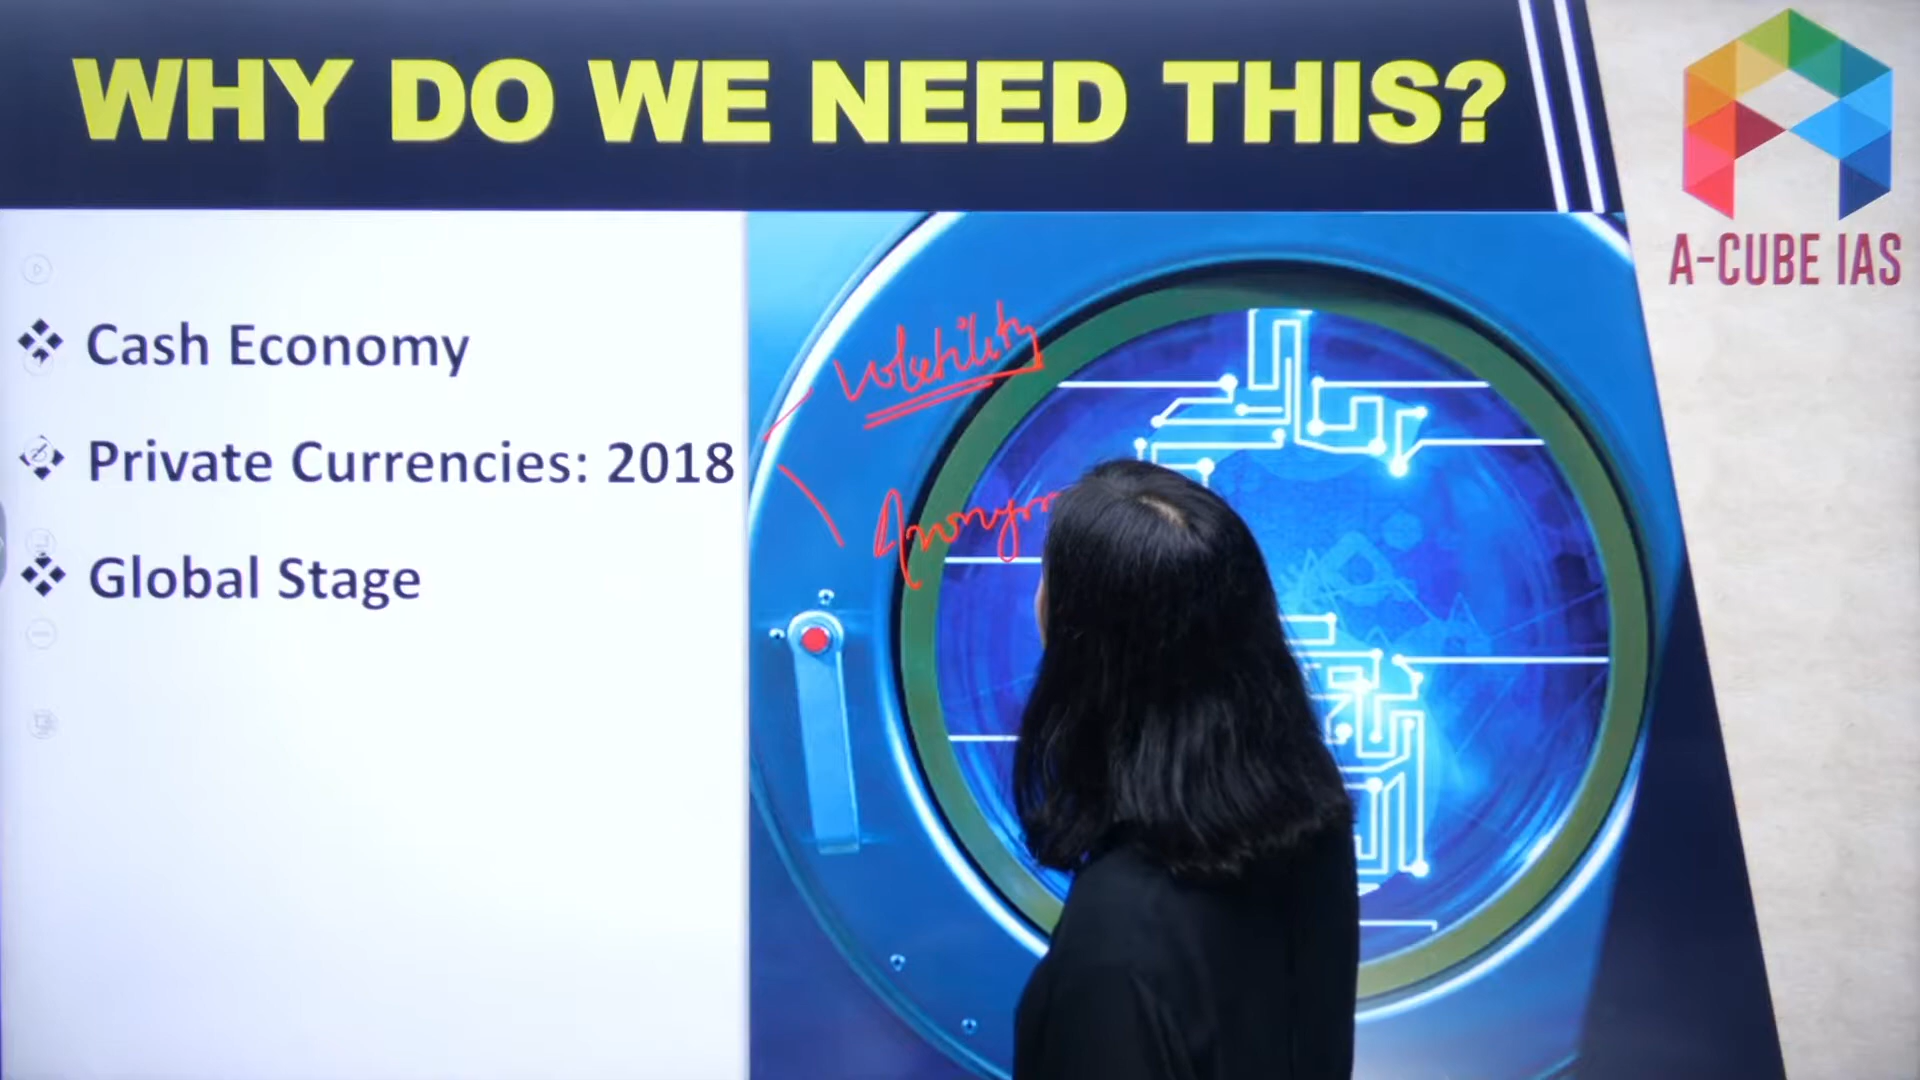 WHY DO WE NEED THIS?
A-CUBE IAS
Cash Economy
Private Currencies: 2018
Global Stage
Volatility